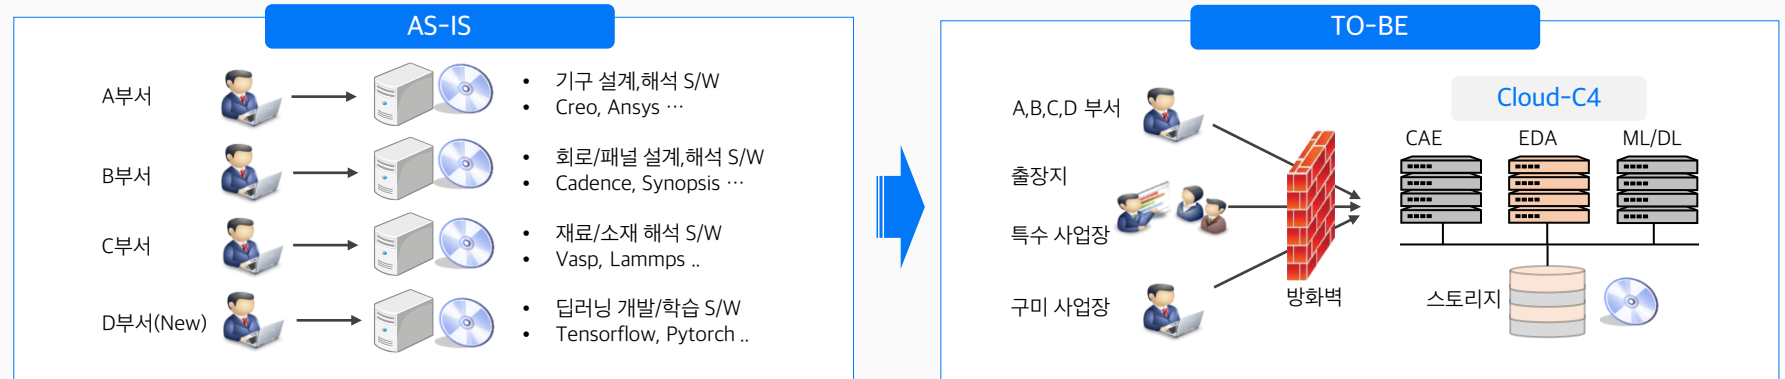 AS-IS
A부서
• 기구 설계,해석 S/W
• Creo, Ansys ⋯
B부서
• 회로/패널 설계,해석 S/W
• Cadence, Synopsis ⋯
C부서
• 재료/소재 해석 S/W
• Vasp, Lammps ..
D부서(New)
• 딥러닝 개발/학습 S/W
• Tensorflow, Pytorch ..
TO-BE
A,B,C,D 부서
출장지
특수 사업장
구미 사업장
방화벽
Cloud-C4
CAE
EDA
ML/DL
스토리지